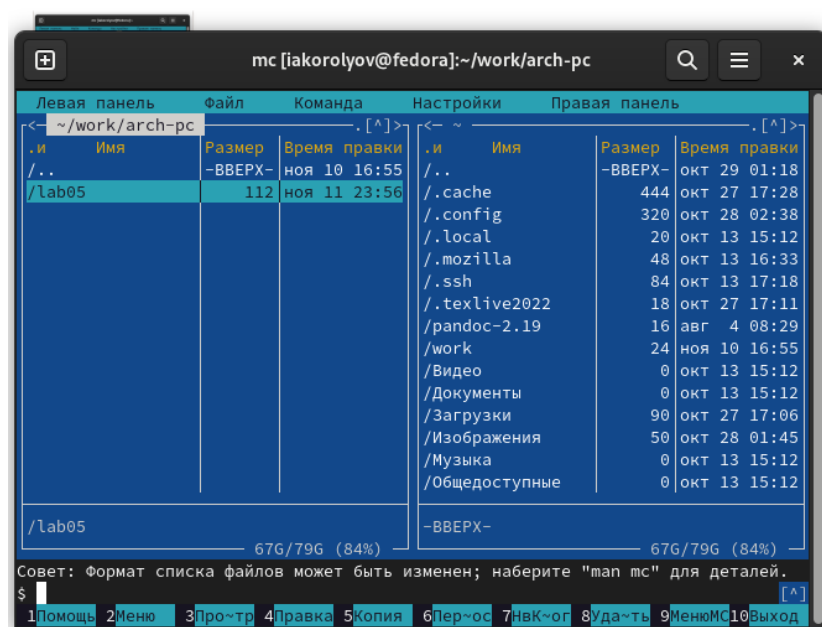 mc [iakorolyov@fedora]:~/work/arch-pc
Левая панель Файл Команда Настройки Правая панель
<— ~/work/arch-pc .[^]>
.и Имя Размер Время правки
/.. -ВВЕРХ- ноя 10 16:55
/lab05 112 ноя 11 23:56
/lab05
67G/79G (84%)
<— ~ .[^]>
.и Имя Размер Время правки
/.. -ВВЕРХ- окт 29 01:18
/.cache 444 окт 27 17:28
/.config 320 окт 28 02:38
/.local 20 окт 13 15:12
/.mozilla 48 окт 13 16:33
/.ssh 84 окт 13 17:18
/.texlive2022 18 окт 27 17:11
/pandoc-2.19 16 авг 4 08:29
/work 24 ноя 10 16:55
/Видео 0 окт 13 15:12
/Документы 0 окт 13 15:12
/Загрузки 90 окт 27 17:06
/Изображения 50 окт 28 01:45
/Музыка 0 окт 13 15:12
/Общедоступные 0 окт 13 15:12
-ВВЕРХ-
67G/79G (84%)
Совет: Формат списка файлов может быть изменен; наберите "man mc" для деталей.
$ [^]
1Помощь 2Меню 3Про~тр 4Правка 5Копия 6Пер~ос 7НвК~ог 8Уда~ть 9МенюMC 10Выход